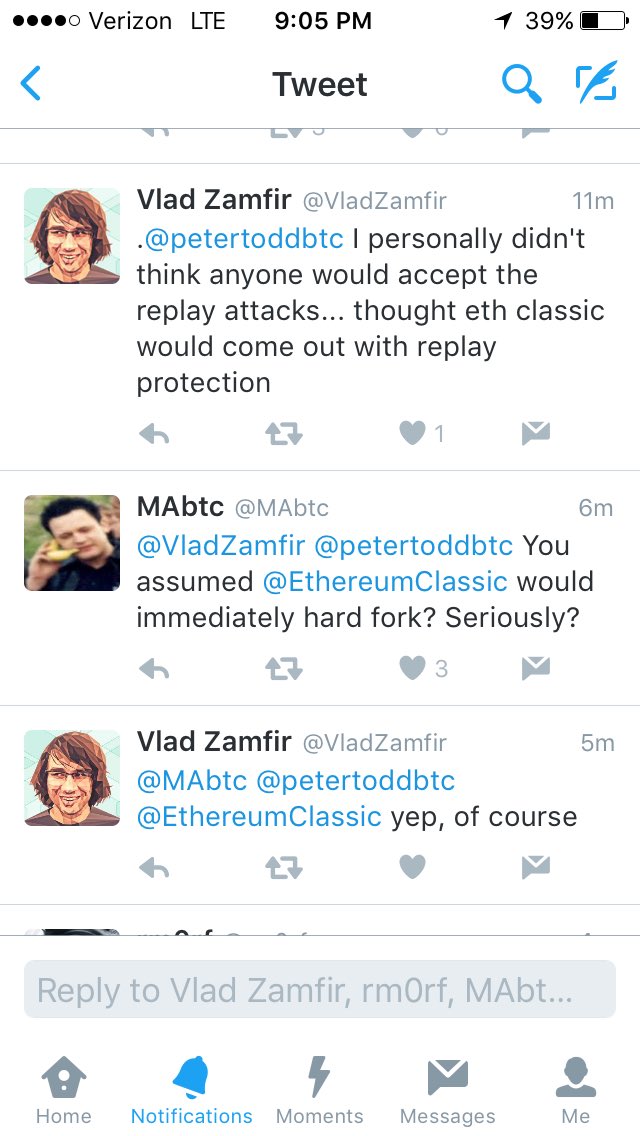 Verizon LTE 9:05 PM 39%
Tweet
Vlad Zamfir @VladZamfir 11m
.@petertoddbtc I personally didn't
think anyone would accept the
replay attacks... thought eth classic
would come out with replay
protection
1
MAbtc @MAbtc 6m
@VladZamfir @petertoddbtc You
assumed @EthereumClassic would
immediately hard fork? Seriously?
3
Vlad Zamfir @VladZamfir 5m
@MAbtc @petertoddbtc
@EthereumClassic yep, of course
Reply to Vlad Zamfir, rm0rf, MAbt...
Home Notifications Moments Messages Me